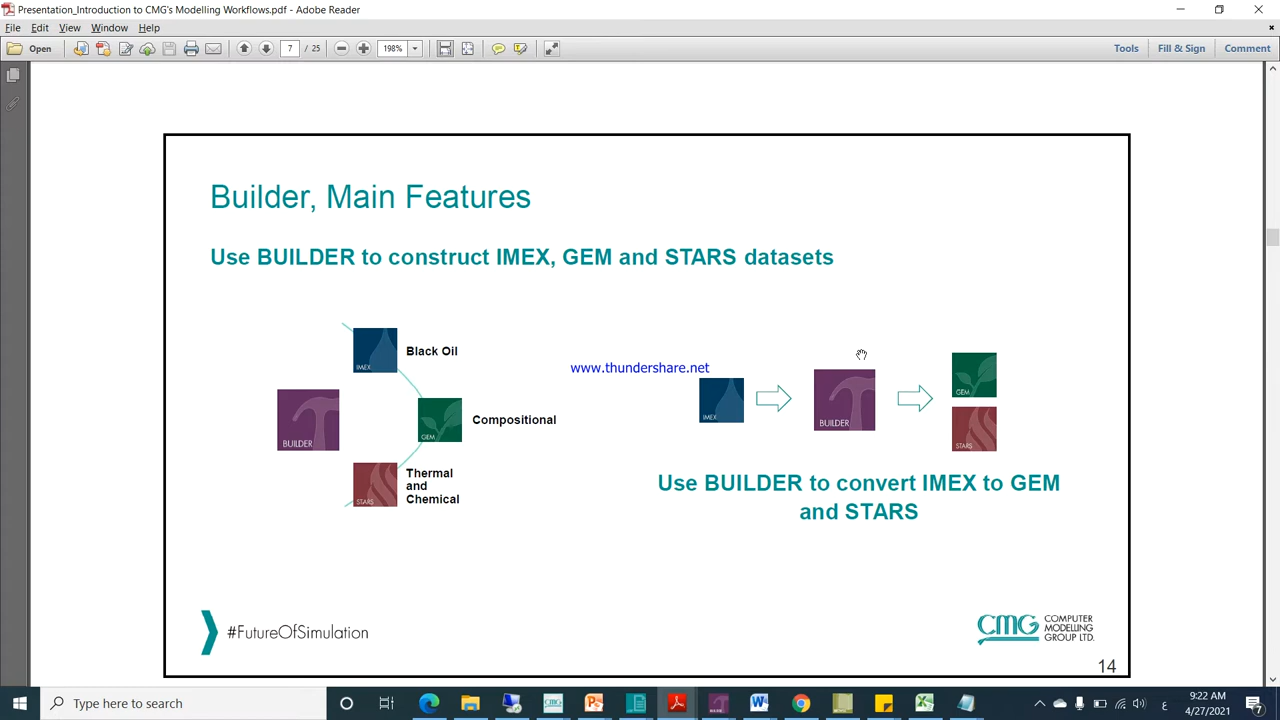 Presentation_Introduction to CMG's Modelling Workflows.pdf - Adobe Reader
File Edit View Window Help
Open 7 / 25 198% Tools Fill & Sign Comment
Builder, Main Features
Use BUILDER to construct IMEX, GEM and STARS datasets
IMEX
Black Oil
BUILDER
GEM
Compositional
STARS
Thermal
and
Chemical
www.thundershare.net
IMEX
BUILDER
GEM
STARS
Use BUILDER to convert IMEX to GEM
and STARS
#FutureOfSimulation
CMG COMPUTER
MODELLING
GROUP LTD.
14
Type here to search
9:22 AM
4/27/2021